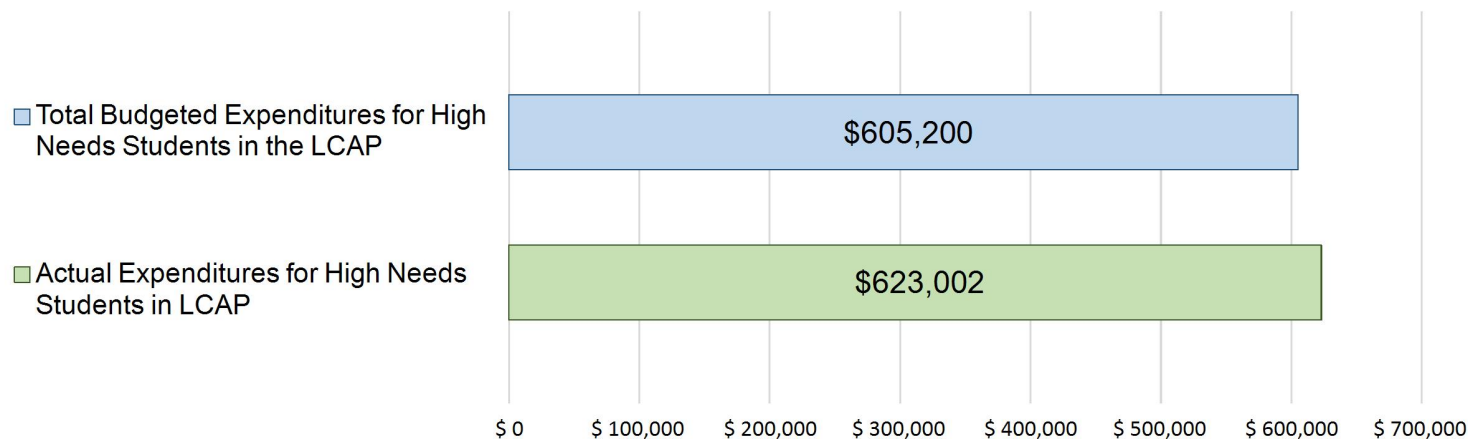 Total Budgeted Expenditures for High
Needs Students in the LCAP
$605,200
Actual Expenditures for High Needs
Students in LCAP
$623,002
$ 0 $ 100,000 $ 200,000 $ 300,000 $ 400,000 $ 500,000 $ 600,000 $ 700,000